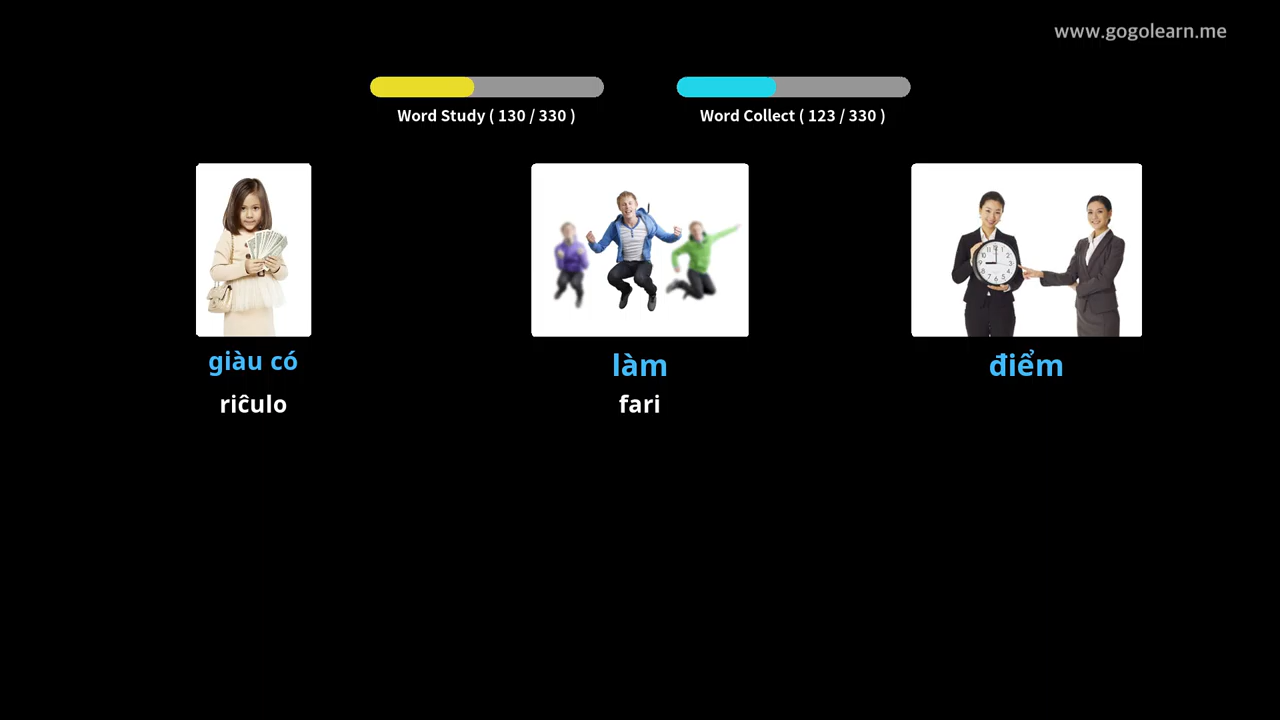 www.gogolearn.me
Word Study ( 130 / 330 )
Word Collect ( 123 / 330 )
giàu có
làm
điểm
riĉulo
fari